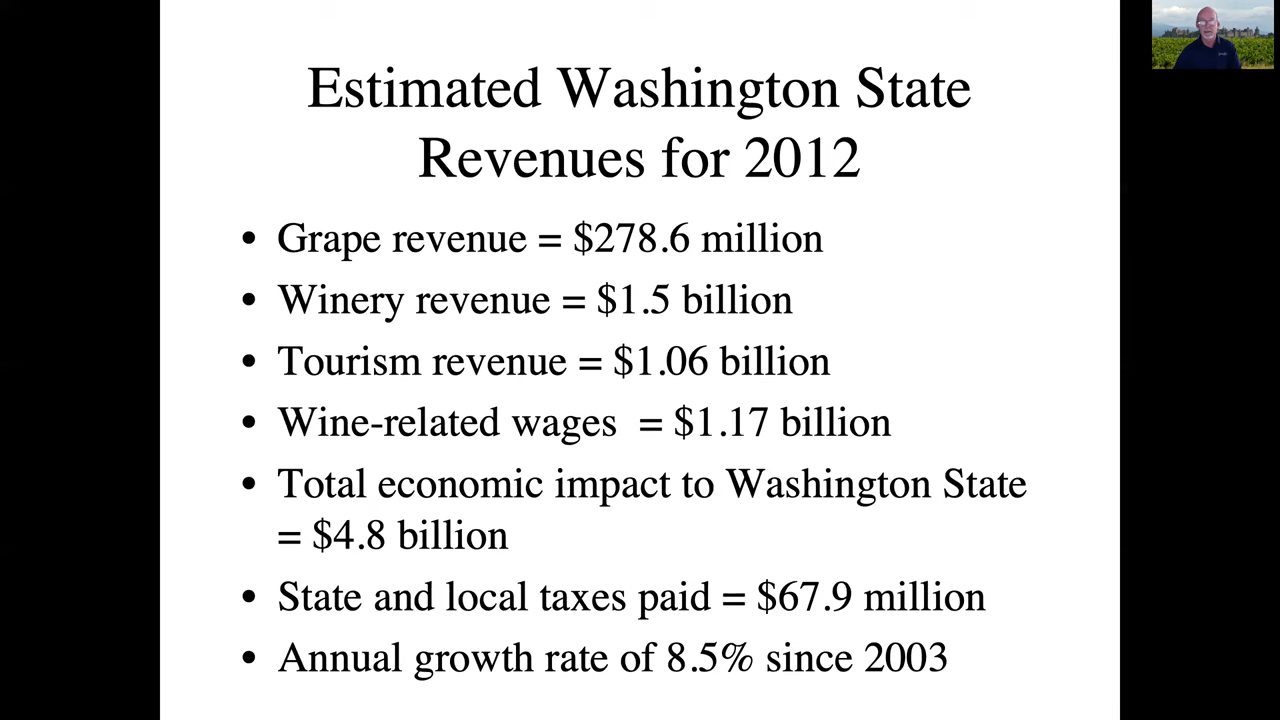 Estimated Washington State
Revenues for 2012
• Grape revenue = $278.6 million
• Winery revenue = $1.5 billion
• Tourism revenue = $1.06 billion
• Wine-related wages  = $1.17 billion
• Total economic impact to Washington State
= $4.8 billion
• State and local taxes paid = $67.9 million
• Annual growth rate of 8.5% since 2003